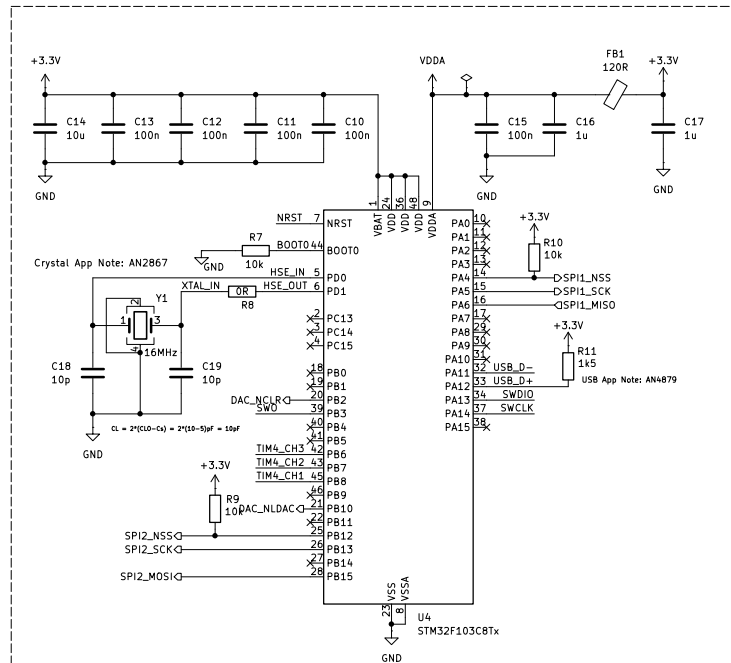 +3.3V
VDDA
FB1
120R
+3.3V
C14
10u
C13
100n
C12
100n
C11
100n
C10
100n
C15
100n
C16
1u
C17
1u
GND
GND
GND
1 VBAT
24 VDD
36 VDD
48 VDD
9 VDDA
NRST 7 NRST
R7
10k
GND
BOOT0 44 BOOT0
Crystal App Note: AN2867
HSE_IN 5 PD0
XTAL_IN
0R
R8
HSE_OUT 6 PD1
Y1
1
2
3
4
16MHz
C18
10p
C19
10p
GND
CL = 2*(CL0-Cs) = 2*(10-5)pF = 10pF
2 PC13
3 PC14
4 PC15
18 PB0
19 PB1
DAC_NCLR 20 PB2
SWO 39 PB3
40 PB4
41 PB5
TIM4_CH3 42 PB6
TIM4_CH2 43 PB7
TIM4_CH1 45 PB8
46 PB9
+3.3V
R9
10k
DAC_NLDAC 21 PB10
22 PB11
SPI2_NSS 25 PB12
SPI2_SCK 26 PB13
27 PB14
SPI2_MOSI 28 PB15
PA0 10
PA1 11
PA2 12
PA3 13
+3.3V
R10
10k
PA4 14 SPI1_NSS
PA5 15 SPI1_SCK
PA6 16 SPI1_MISO
PA7 17
PA8 29
PA9 30
PA10 31
+3.3V
R11
1k5
PA11 32 USB_D-
PA12 33 USB_D+
USB App Note: AN4879
PA13 34 SWDIO
PA14 37 SWCLK
PA15 38
23 VSS
8 VSSA
U4
STM32F103C8Tx
GND